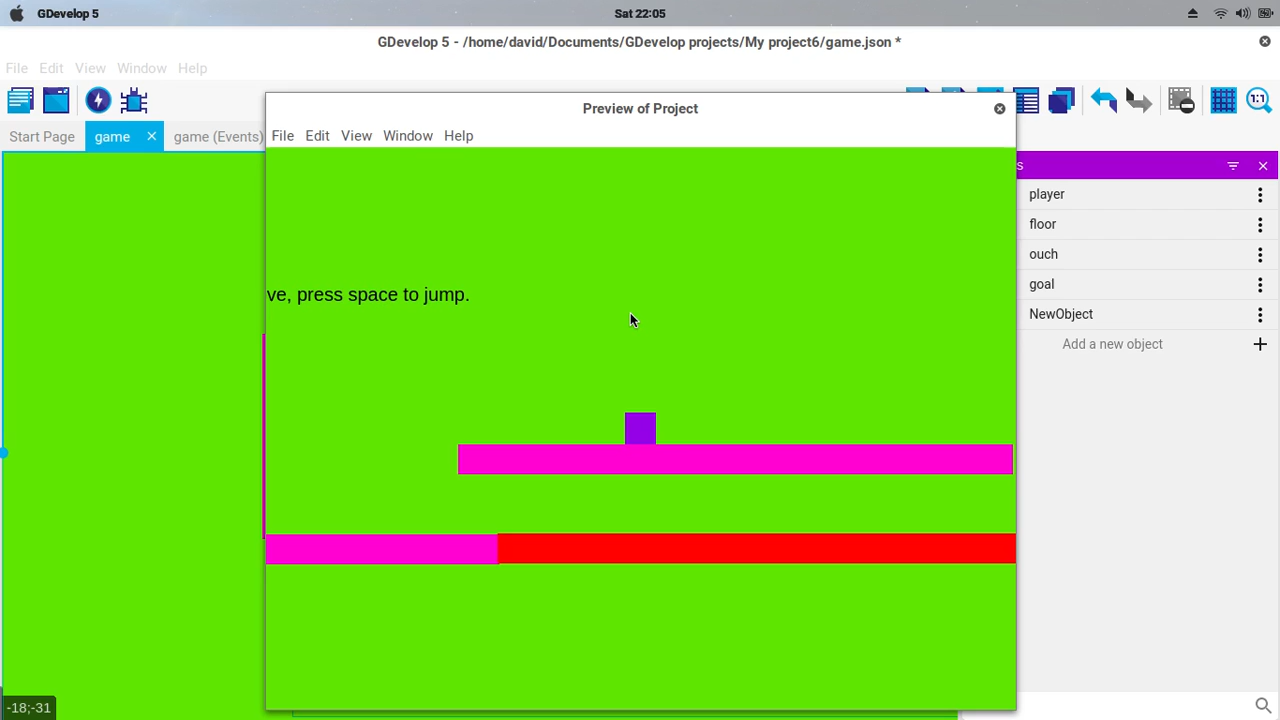 GDevelop 5
Sat 22:05
GDevelop 5 - /home/david/Documents/GDevelop projects/My project6/game.json *
File Edit View Window Help
Preview of Project
1:1
File Edit View Window Help
Start Page game game (Events)
s
player
floor
ouch
goal
NewObject
Add a new object
ve, press space to jump.
-18;-31